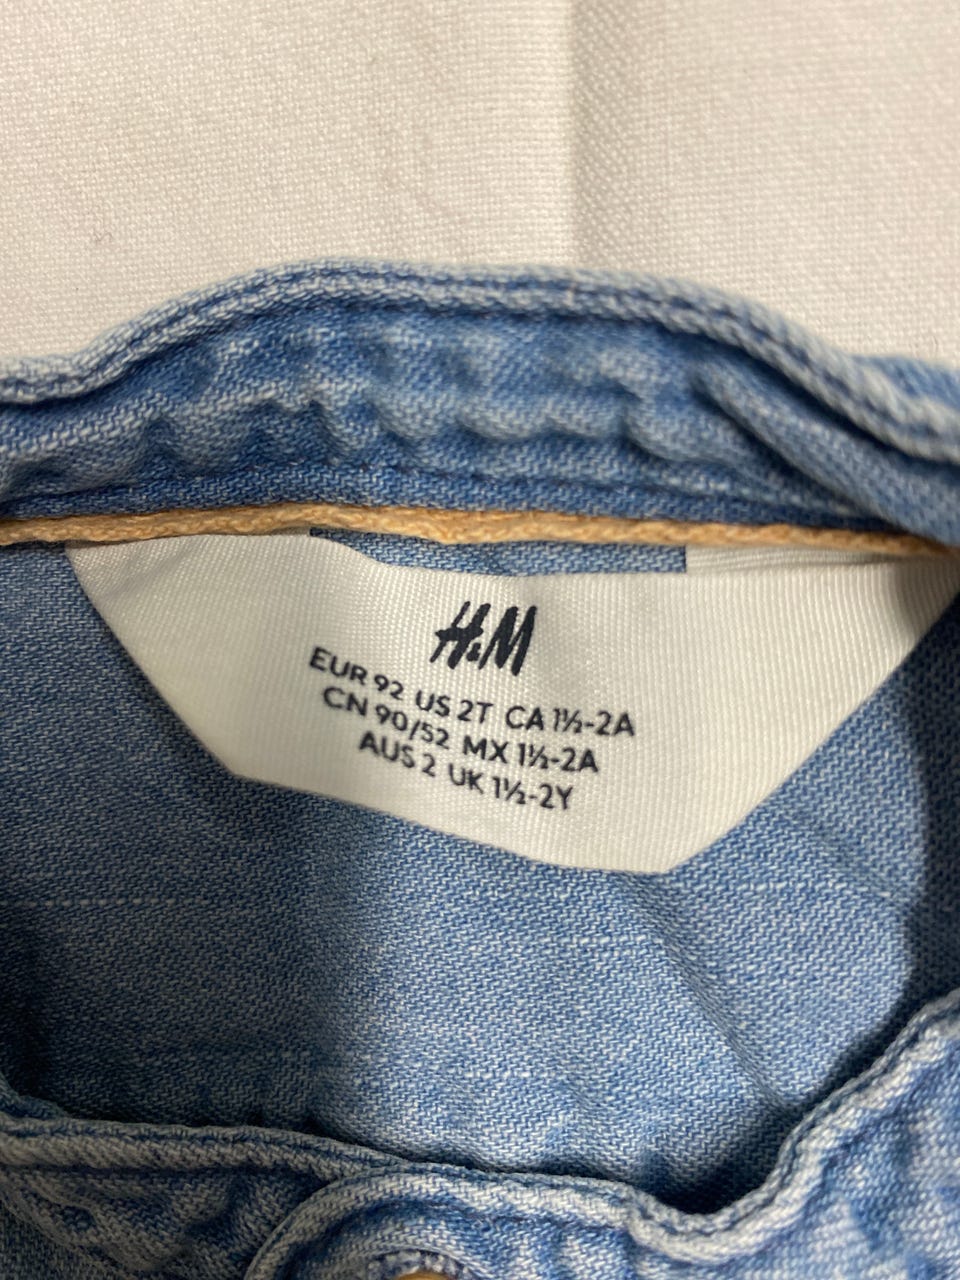 H&M
EUR 92 US 2T CA 1½-2A
CN 90/52 MX 1½-2A
AUS 2 UK 1½-2Y